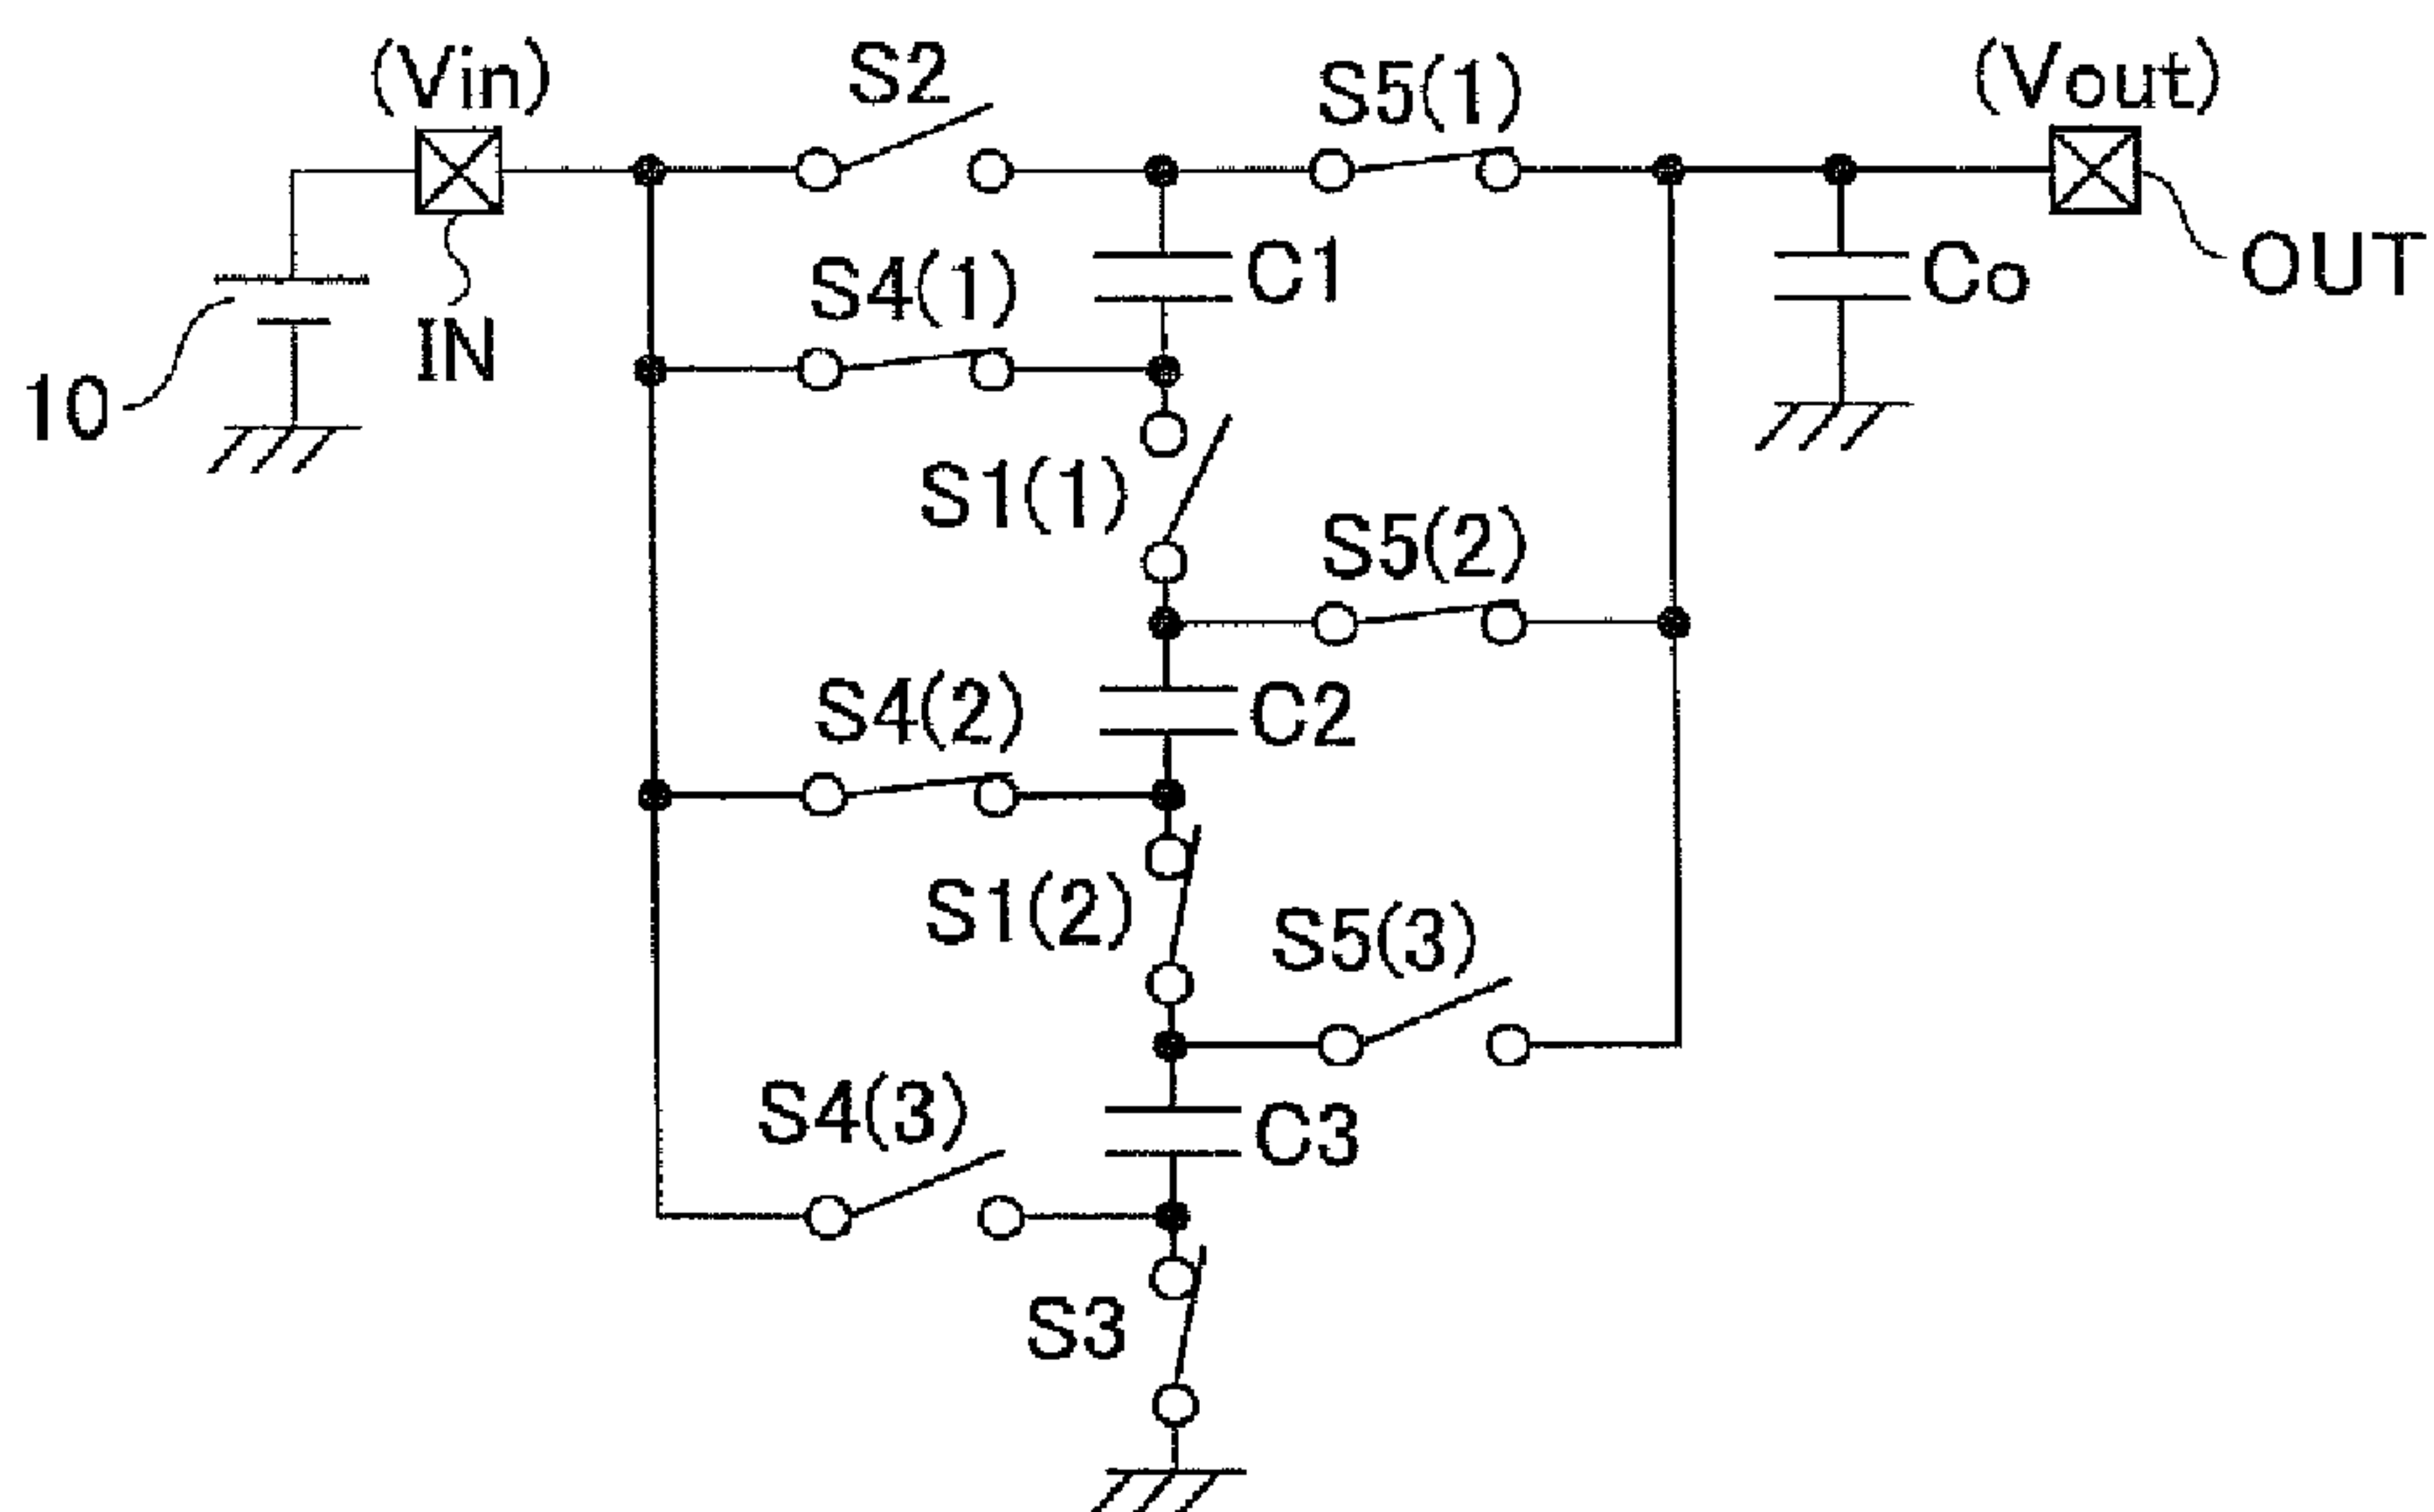 (Vin)
S2
S5(1)
(Vout)
S4(1)
C1
Co
OUT
IN
10
S1(1)
S5(2)
S4(2)
C2
S1(2)
S5(3)
S4(3)
C3
S3